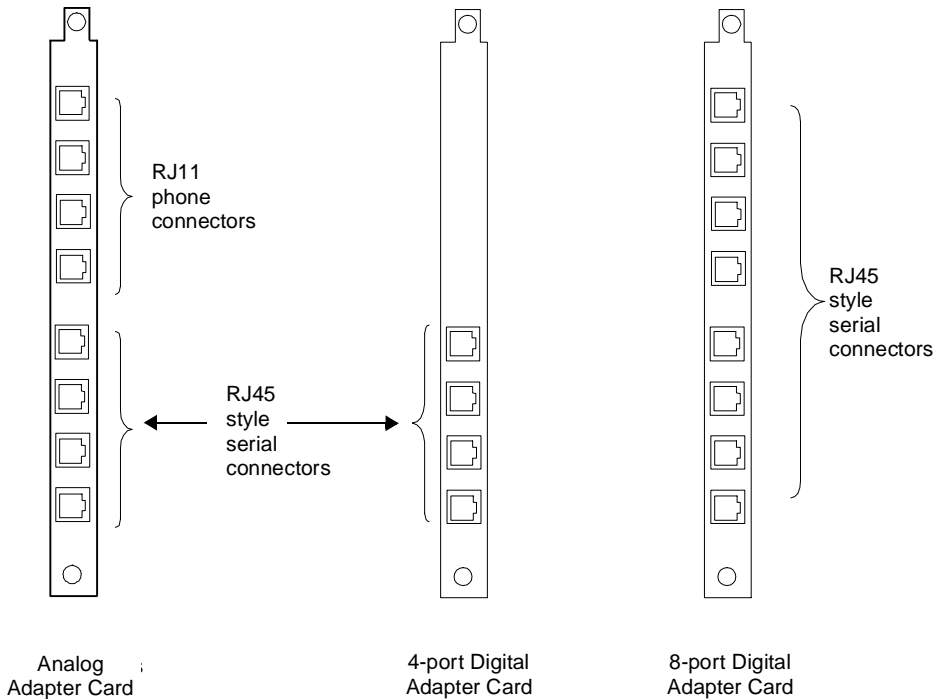 RJ11
phone
connectors
RJ45
style
serial
connectors
RJ45
style
serial
connectors
Analog
Adapter Card
4-port Digital
Adapter Card
8-port Digital
Adapter Card